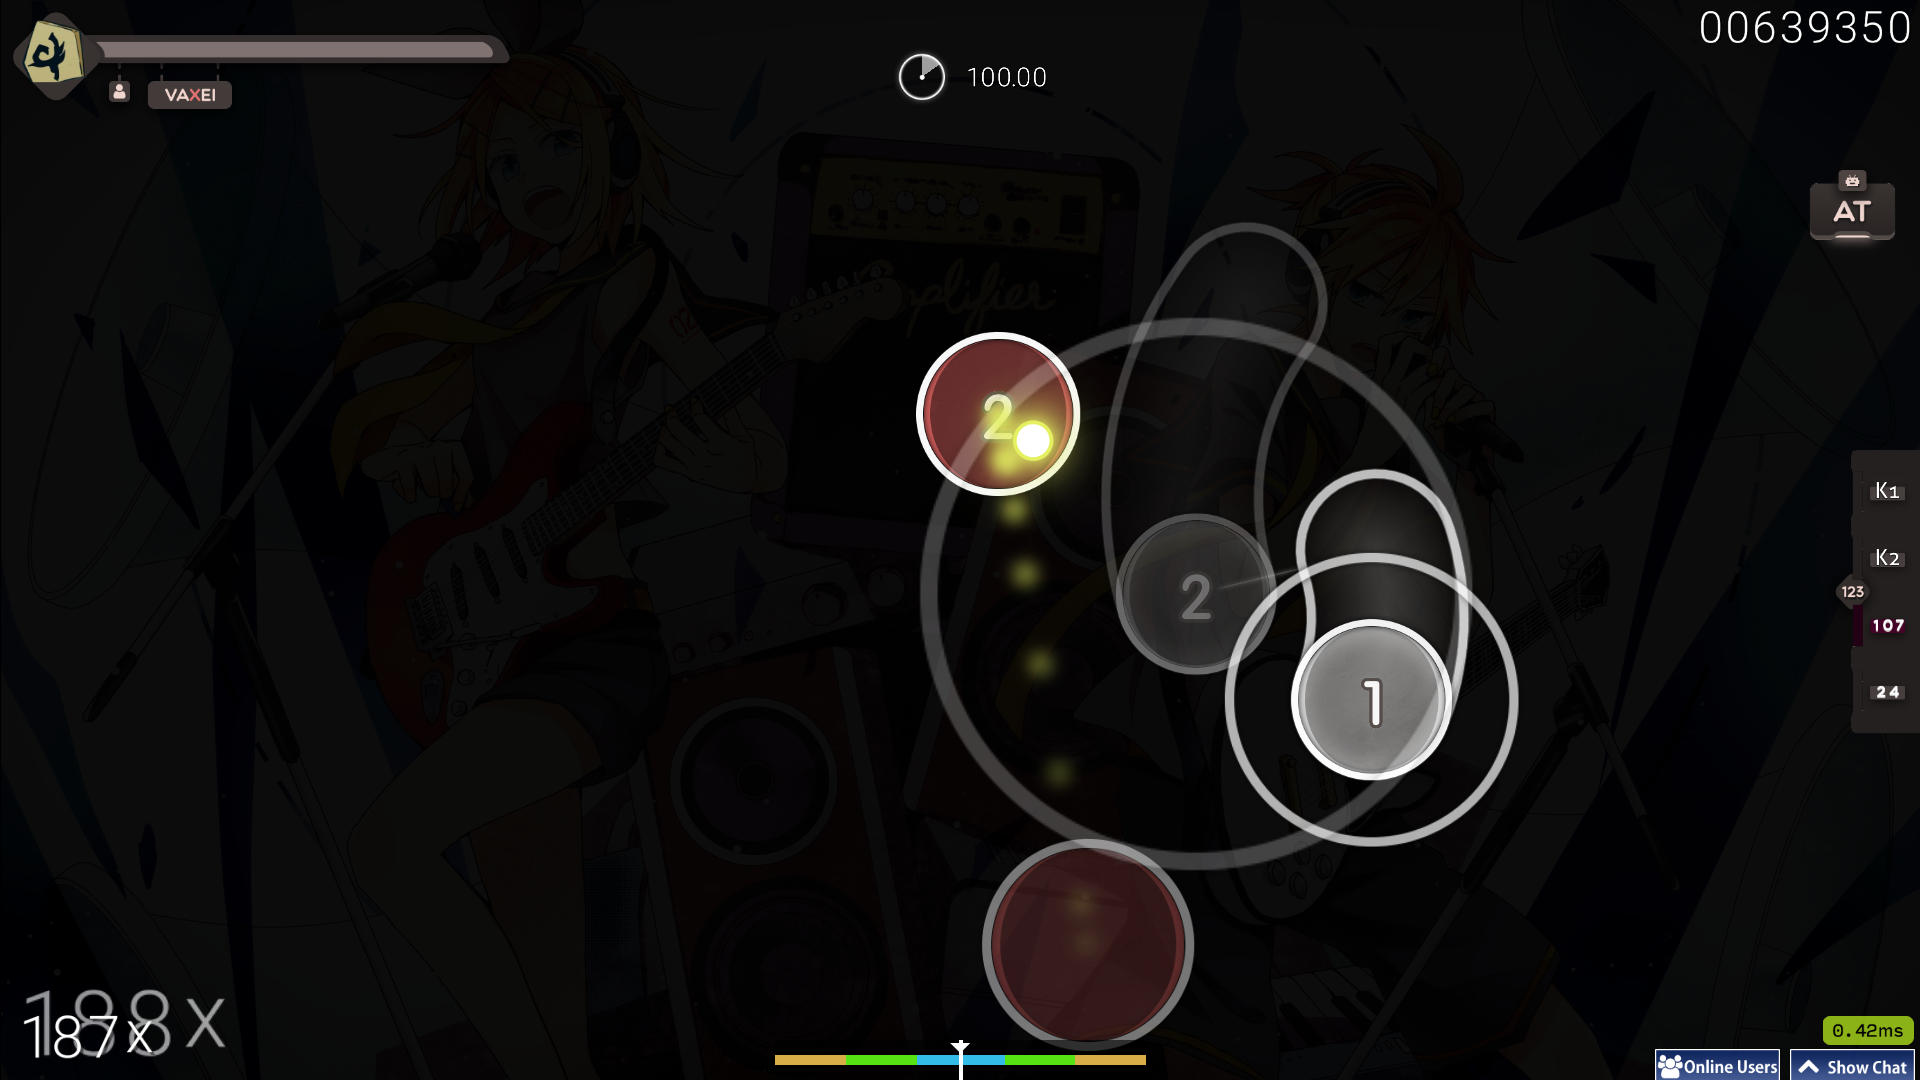 00639350
100.00
VAXEI
AT
Amplifier
2
K1
K2
123
107
24
2
1
188x
187x
0.42ms
Online Users
Show Chat